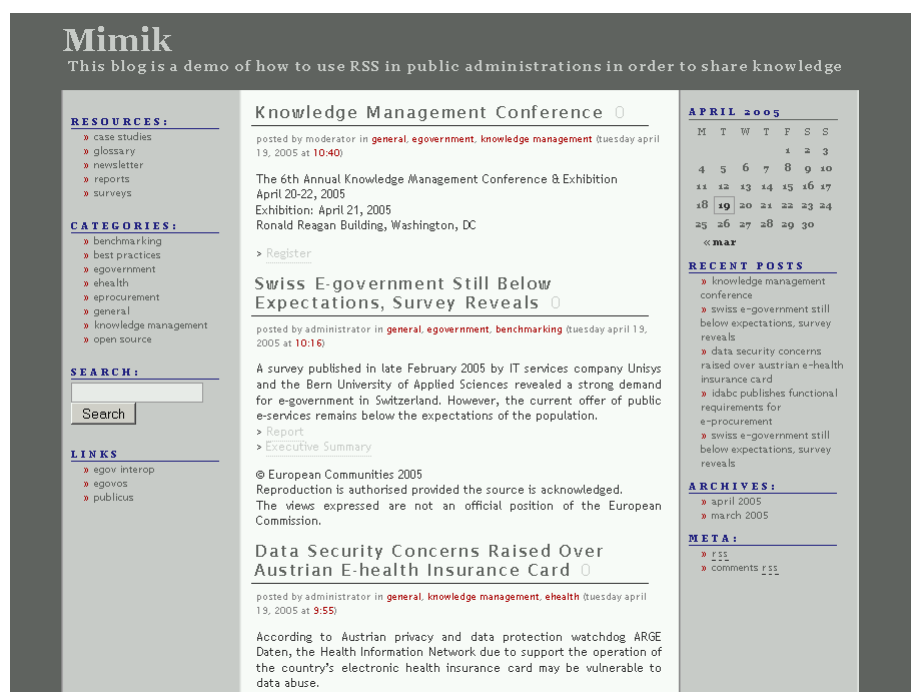 Mimik
This blog is a demo of how to use RSS in public administrations in order to share knowledge
RESOURCES:
» case studies
» glossary
» newsletter
» reports
» surveys
CATEGORIES:
» benchmarking
» best practices
» egovernment
» ehealth
» eprocurement
» general
» knowledge management
» open source
SEARCH:
Search
LINKS
» egov interop
» egovos
» publicus
Knowledge Management Conference 0
posted by moderator in general, egovernment, knowledge management (tuesday april
19, 2005 at 10:40)
The 6th Annual Knowledge Management Conference & Exhibition
April 20-22, 2005
Exhibition: April 21, 2005
Ronald Reagan Building, Washington, DC
> Register
Swiss E-government Still Below
Expectations, Survey Reveals 0
posted by administrator in general, egovernment, benchmarking (tuesday april 19,
2005 at 10:16)
A survey published in late February 2005 by IT services company Unisys
and the Bern University of Applied Sciences revealed a strong demand
for e-government in Switzerland. However, the current offer of public
e-services remains below the expectations of the population.
> Report
> Executive Summary
© European Communities 2005
Reproduction is authorised provided the source is acknowledged.
The views expressed are not an official position of the European
Commission.
Data Security Concerns Raised Over
Austrian E-health Insurance Card 0
posted by administrator in general, knowledge management, ehealth (tuesday april
19, 2005 at 9:55)
According to Austrian privacy and data protection watchdog ARGE
Daten, the Health Information Network due to support the operation of
the country's electronic health insurance card may be vulnerable to
data abuse.
APRIL 2005
M T W T F S S
1 2 3
4 5 6 7 8 9 10
11 12 13 14 15 16 17
18 19 20 21 22 23 24
25 26 27 28 29 30
« mar
RECENT POSTS
» knowledge management
conference
» swiss e-government still
below expectations, survey
reveals
» data security concerns
raised over austrian e-health
insurance card
» idabc publishes functional
requirements for
e-procurement
» swiss e-government still
below expectations, survey
reveals
ARCHIVES:
» april 2005
» march 2005
META:
» rss
» comments rss